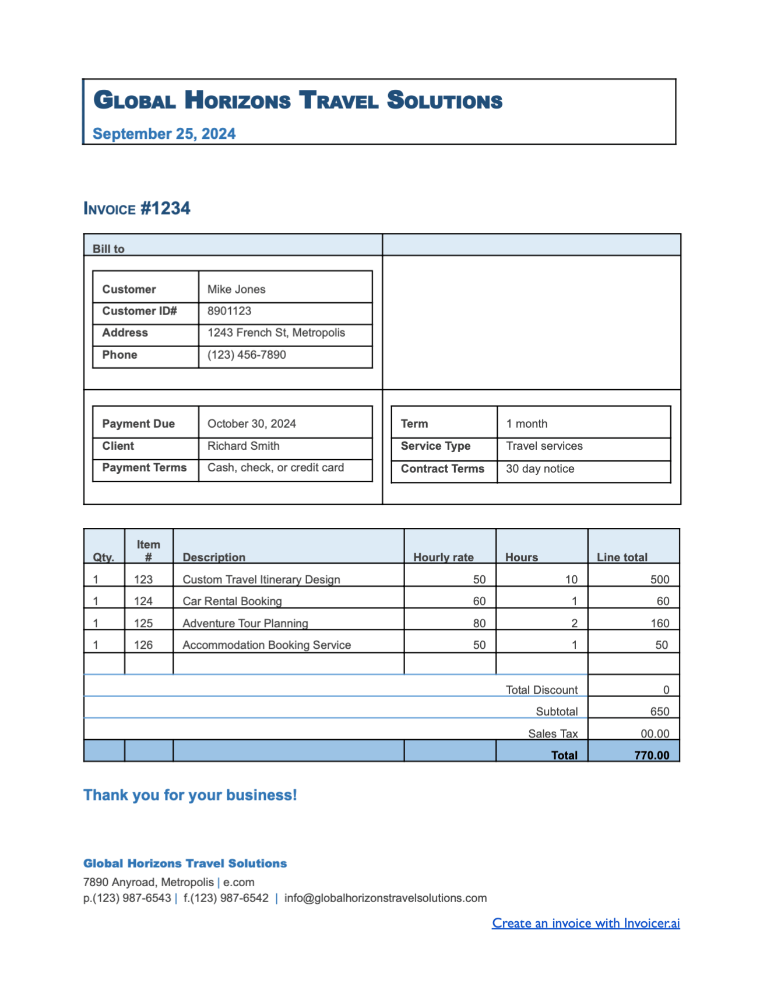 Global Horizons Travel Solutions
September 25, 2024
Invoice #1234
Bill to
Customer Mike Jones
Customer ID# 8901123
Address 1243 French St, Metropolis
Phone (123) 456-7890
Payment Due October 30, 2024
Client Richard Smith
Payment Terms Cash, check, or credit card
Term 1 month
Service Type Travel services
Contract Terms 30 day notice
Qty. Item # Description Hourly rate Hours Line total
1 123 Custom Travel Itinerary Design 50 10 500
1 124 Car Rental Booking 60 1 60
1 125 Adventure Tour Planning 80 2 160
1 126 Accommodation Booking Service 50 1 50
Total Discount 0
Subtotal 650
Sales Tax 00.00
Total 770.00
Thank you for your business!
Global Horizons Travel Solutions
7890 Anyroad, Metropolis | e.com
p.(123) 987-6543 | f.(123) 987-6542 | info@globalhorizonstravelsolutions.com
Create an invoice with Invoicer.ai